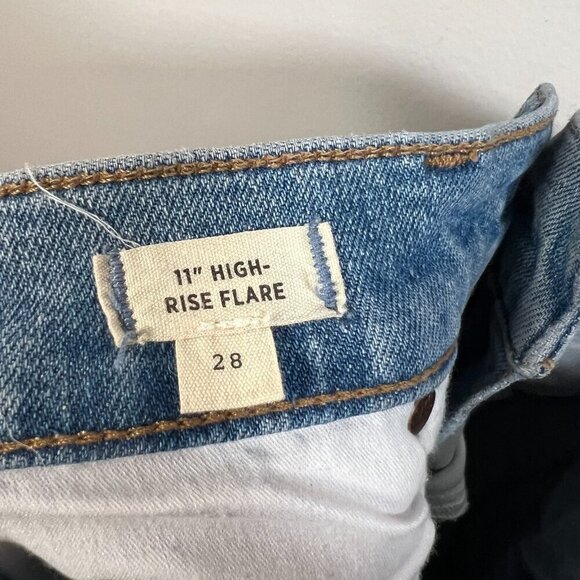 11" HIGH-
RISE FLARE
28